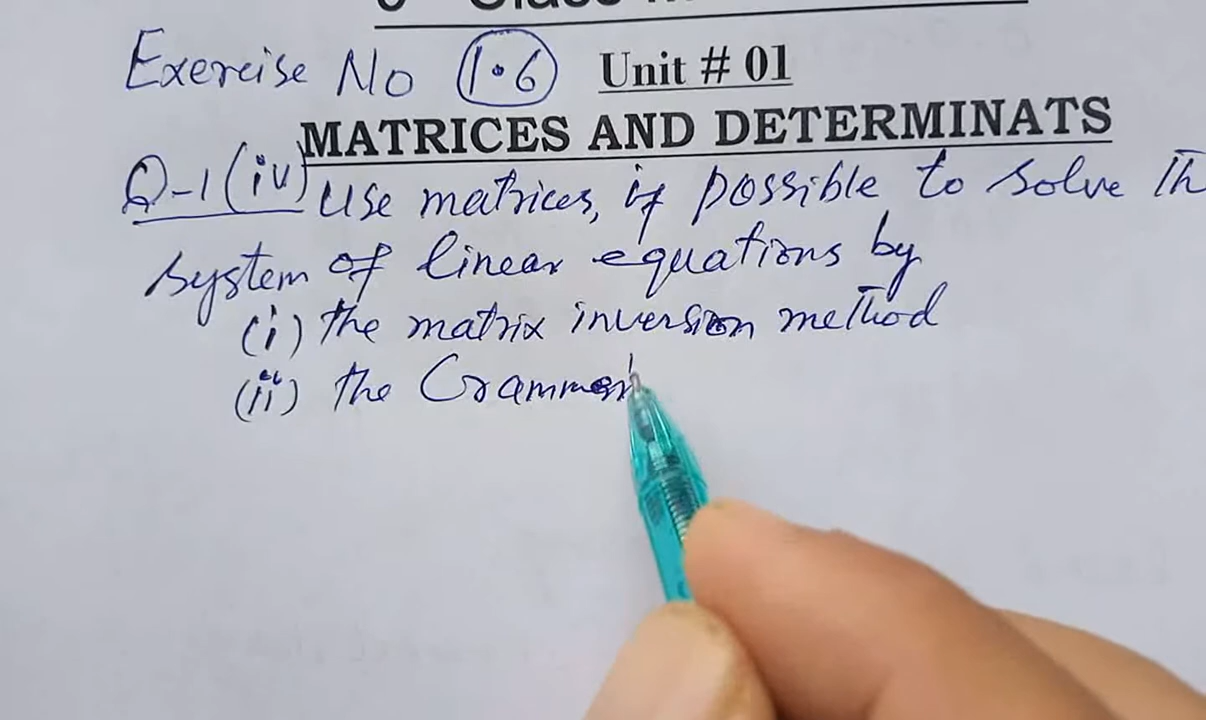 Exercise No 1.6 Unit # 01
MATRICES AND DETERMINATS
Q-1(iv) Use matrices, if possible to solve Th
system of linear equations by
(i) the matrix inversion method
(ii) the Crammer'